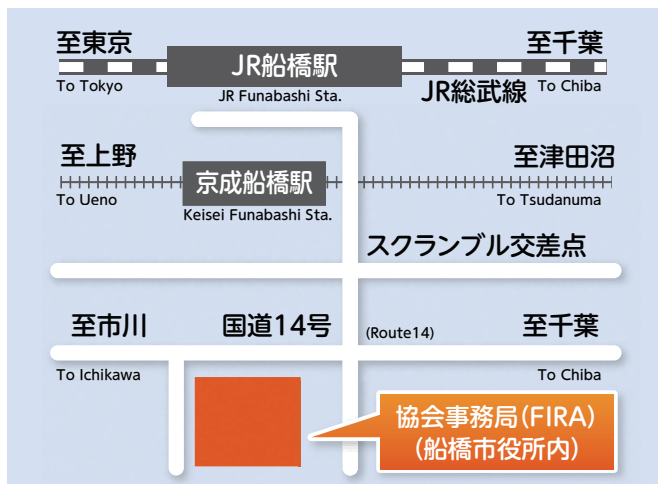 至東京
JR船橋駅
至千葉
To Tokyo
JR Funabashi Sta.
JR総武線
To Chiba
至上野
京成船橋駅
至津田沼
To Ueno
Keisei Funabashi Sta.
To Tsudanuma
スクランブル交差点
至市川
国道14号
(Route14)
至千葉
To Ichikawa
To Chiba
協会事務局(FIRA)
(船橋市役所内)